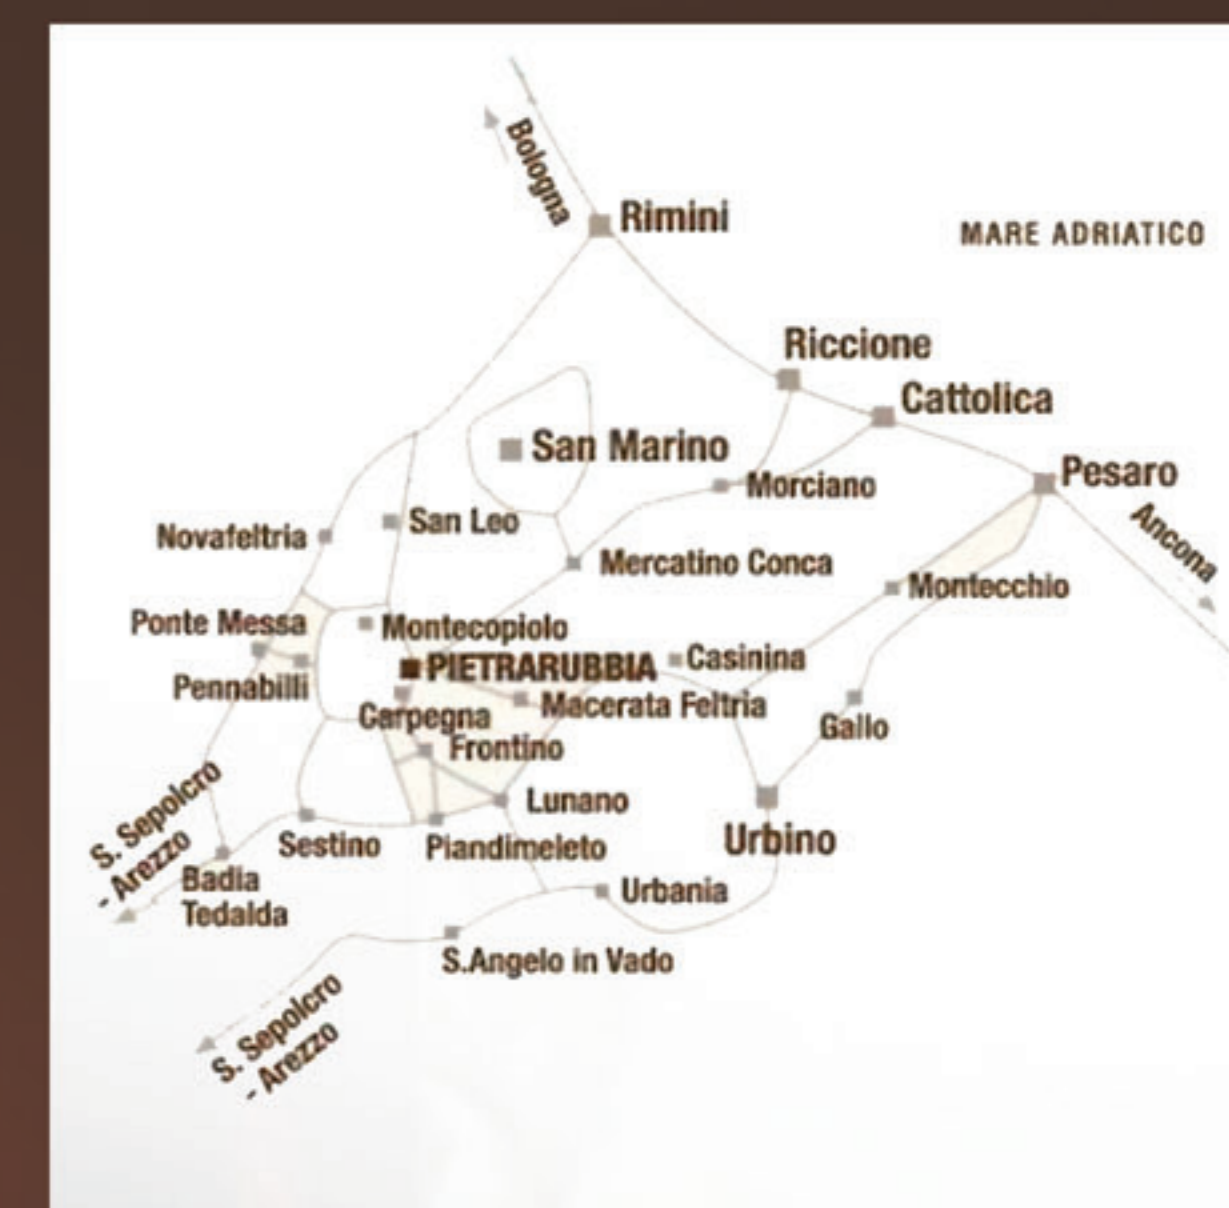 Bologna
Rimini
MARE ADRIATICO
Riccione
Cattolica
San Marino
Pesaro
Morciano
Ancona
San Leo
Novafeltria
Mercatino Conca
Montecchio
Ponte Messa
Montecopiolo
PIETRARUBBIA
Casinina
Pennabilli
Carpegna
Macerata Feltria
Gallo
Frontino
Lunano
S. Sepolcro
- Arezzo
Sestino
Piandimeleto
Urbino
Badia
Tedalda
Urbania
S.Angelo in Vado
S. Sepolcro
- Arezzo